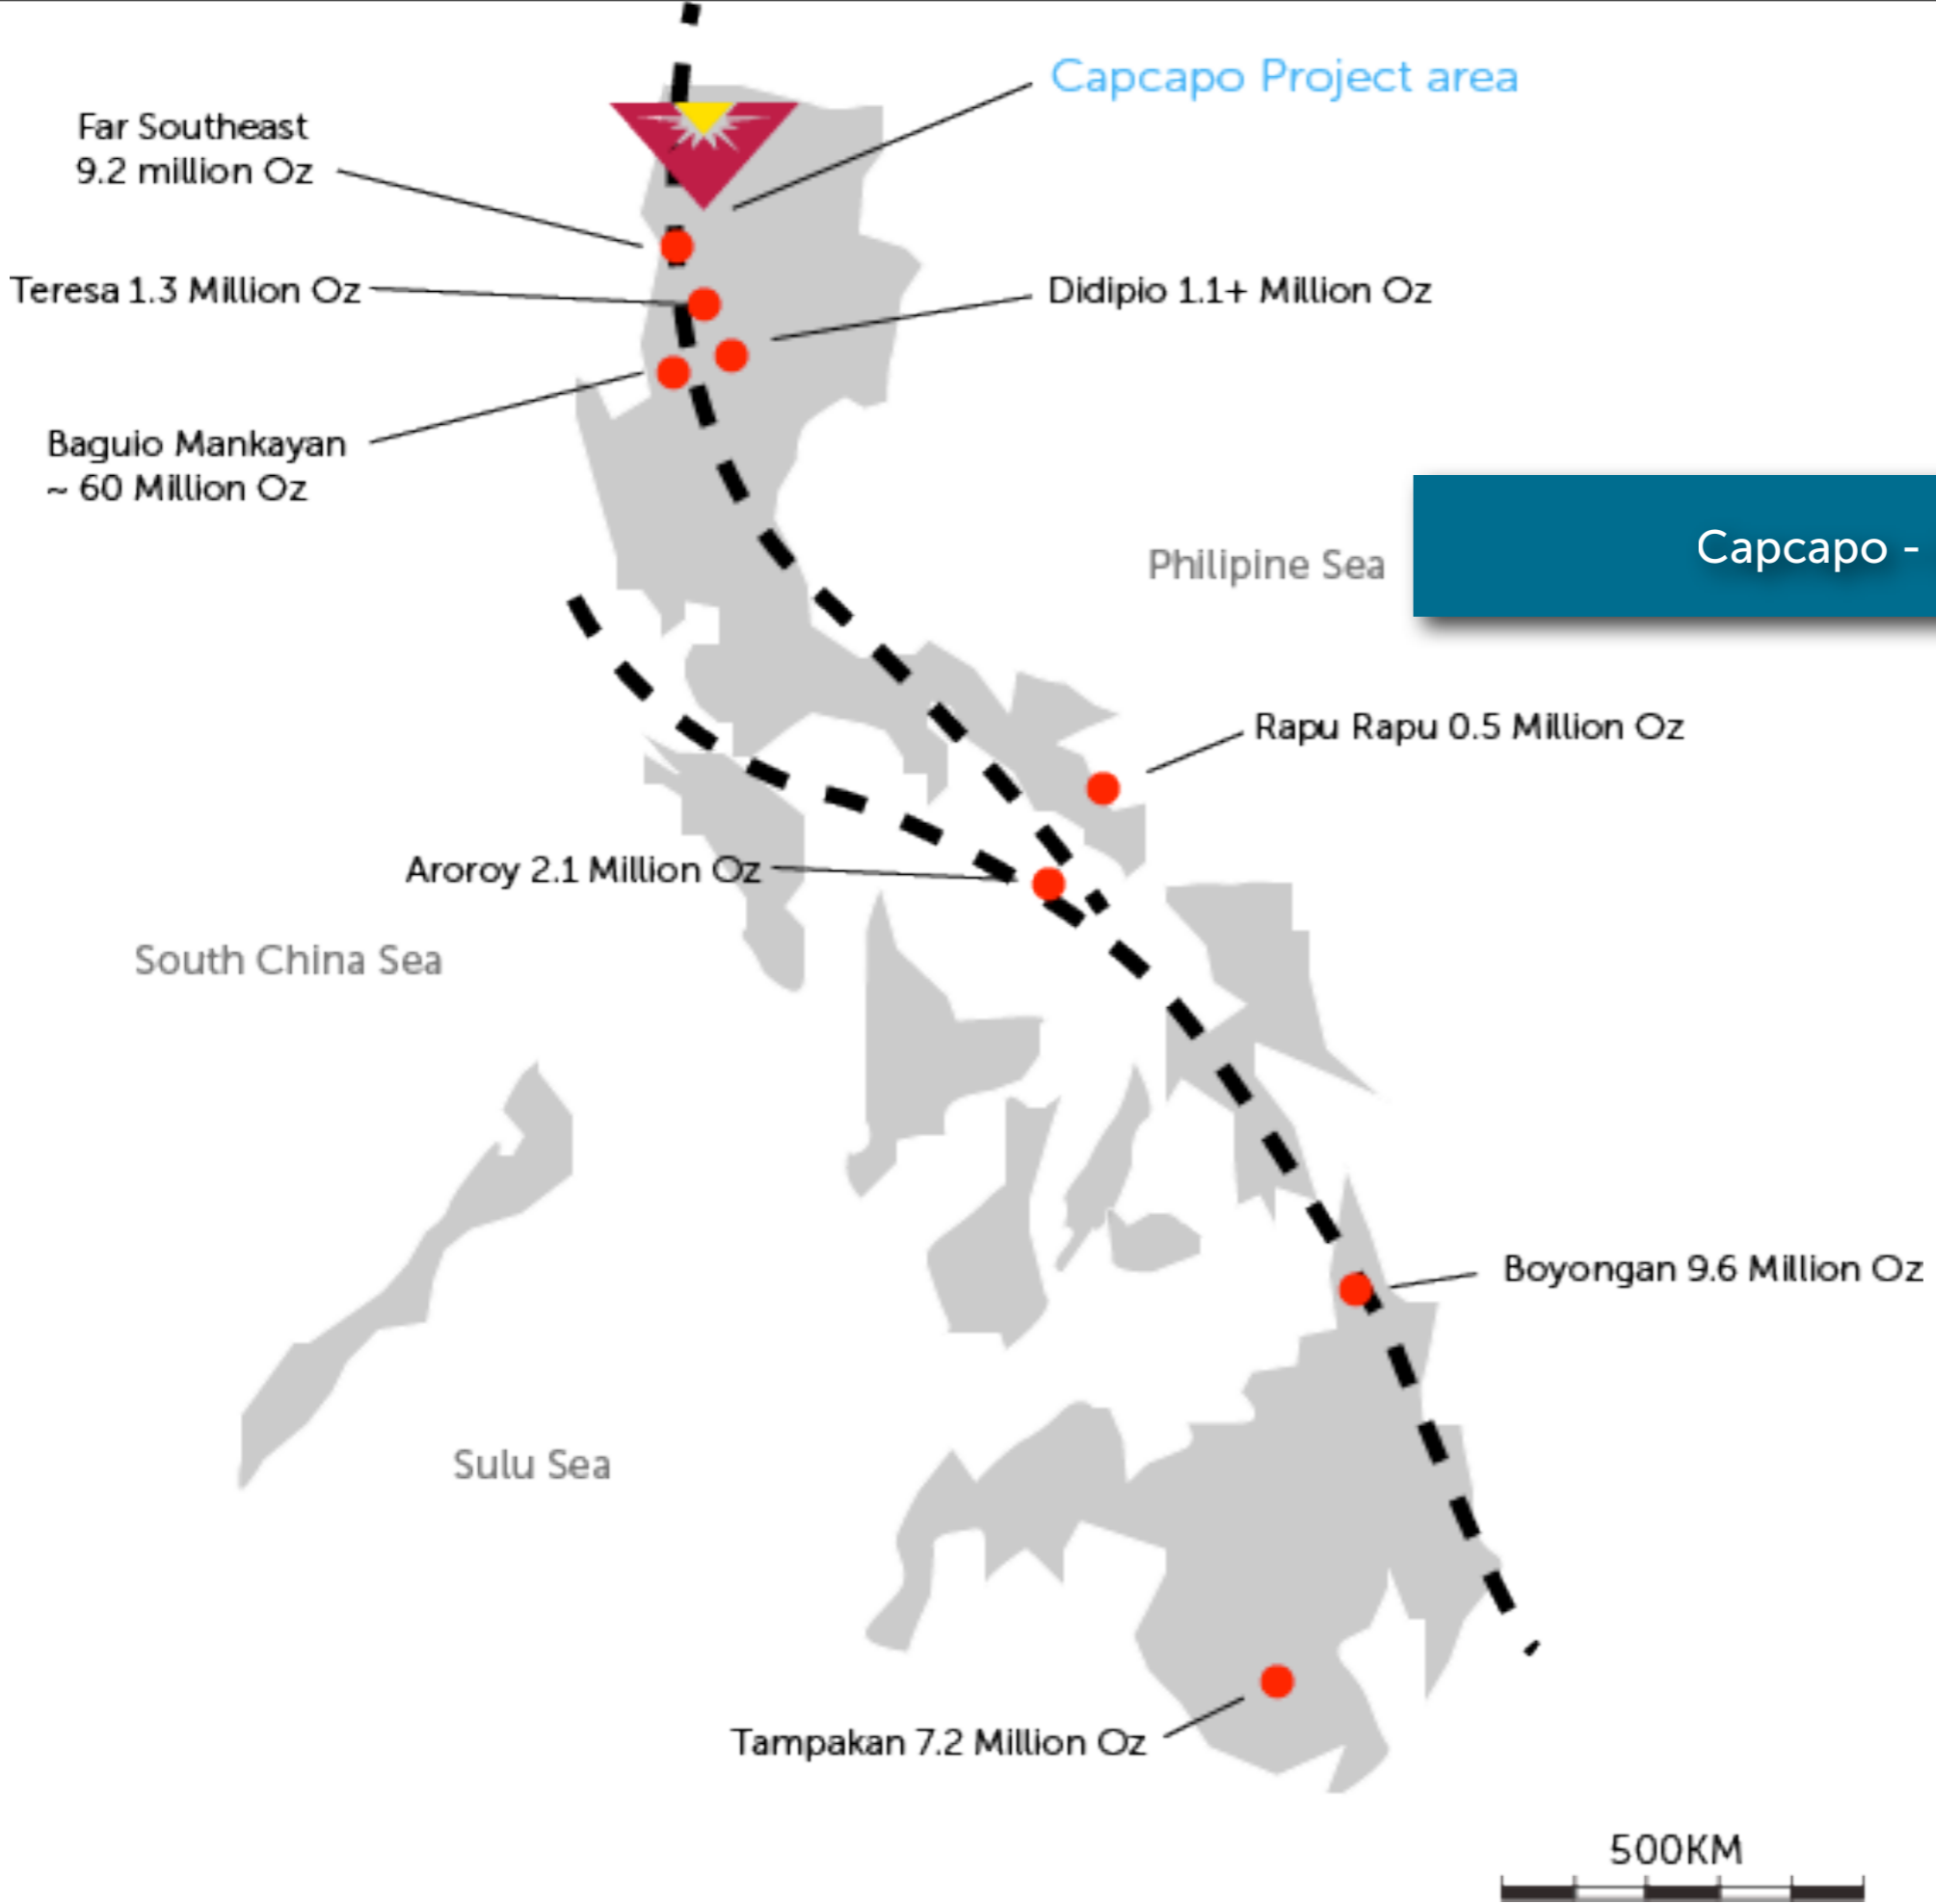 Capcapo Project area
Far Southeast
9.2 million Oz
Teresa 1.3 Million Oz
Didipio 1.1+ Million Oz
Baguio Mankayan
~ 60 Million Oz
Philipine Sea
Capcapo -
Rapu Rapu 0.5 Million Oz
Aroroy 2.1 Million Oz
South China Sea
Boyongan 9.6 Million Oz
Sulu Sea
Tampakan 7.2 Million Oz
500KM